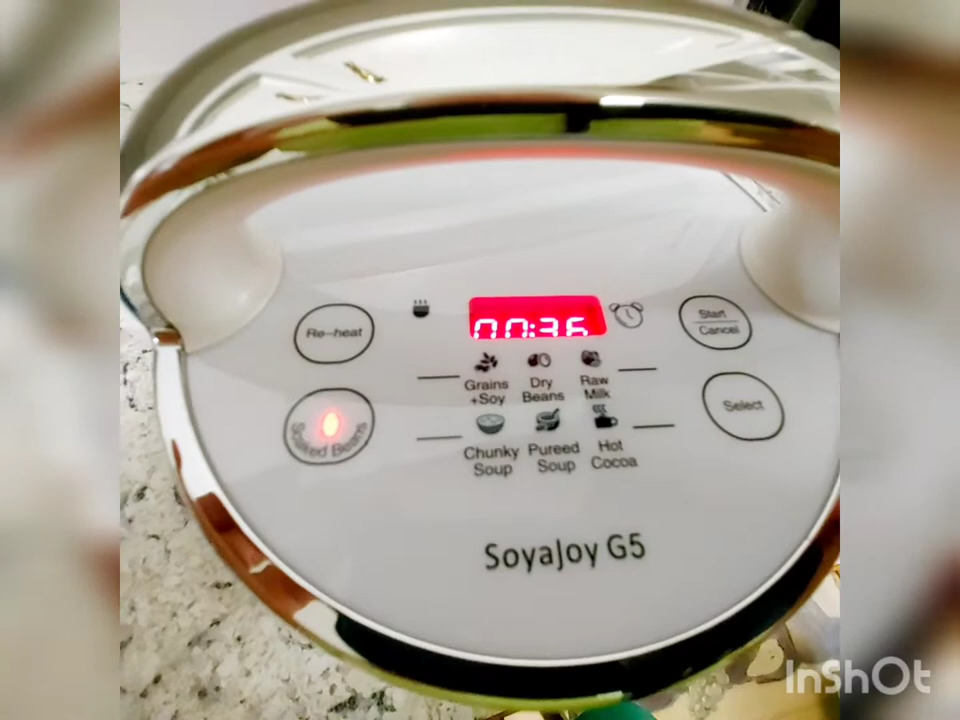 00:36
Re-heat
Start
Cancel
Grains
+Soy
Dry
Beans
Raw
Milk
Soaked Beans
Select
Chunky
Soup
Pureed
Soup
Hot
Cocoa
SoyaJoy G5
InShOt